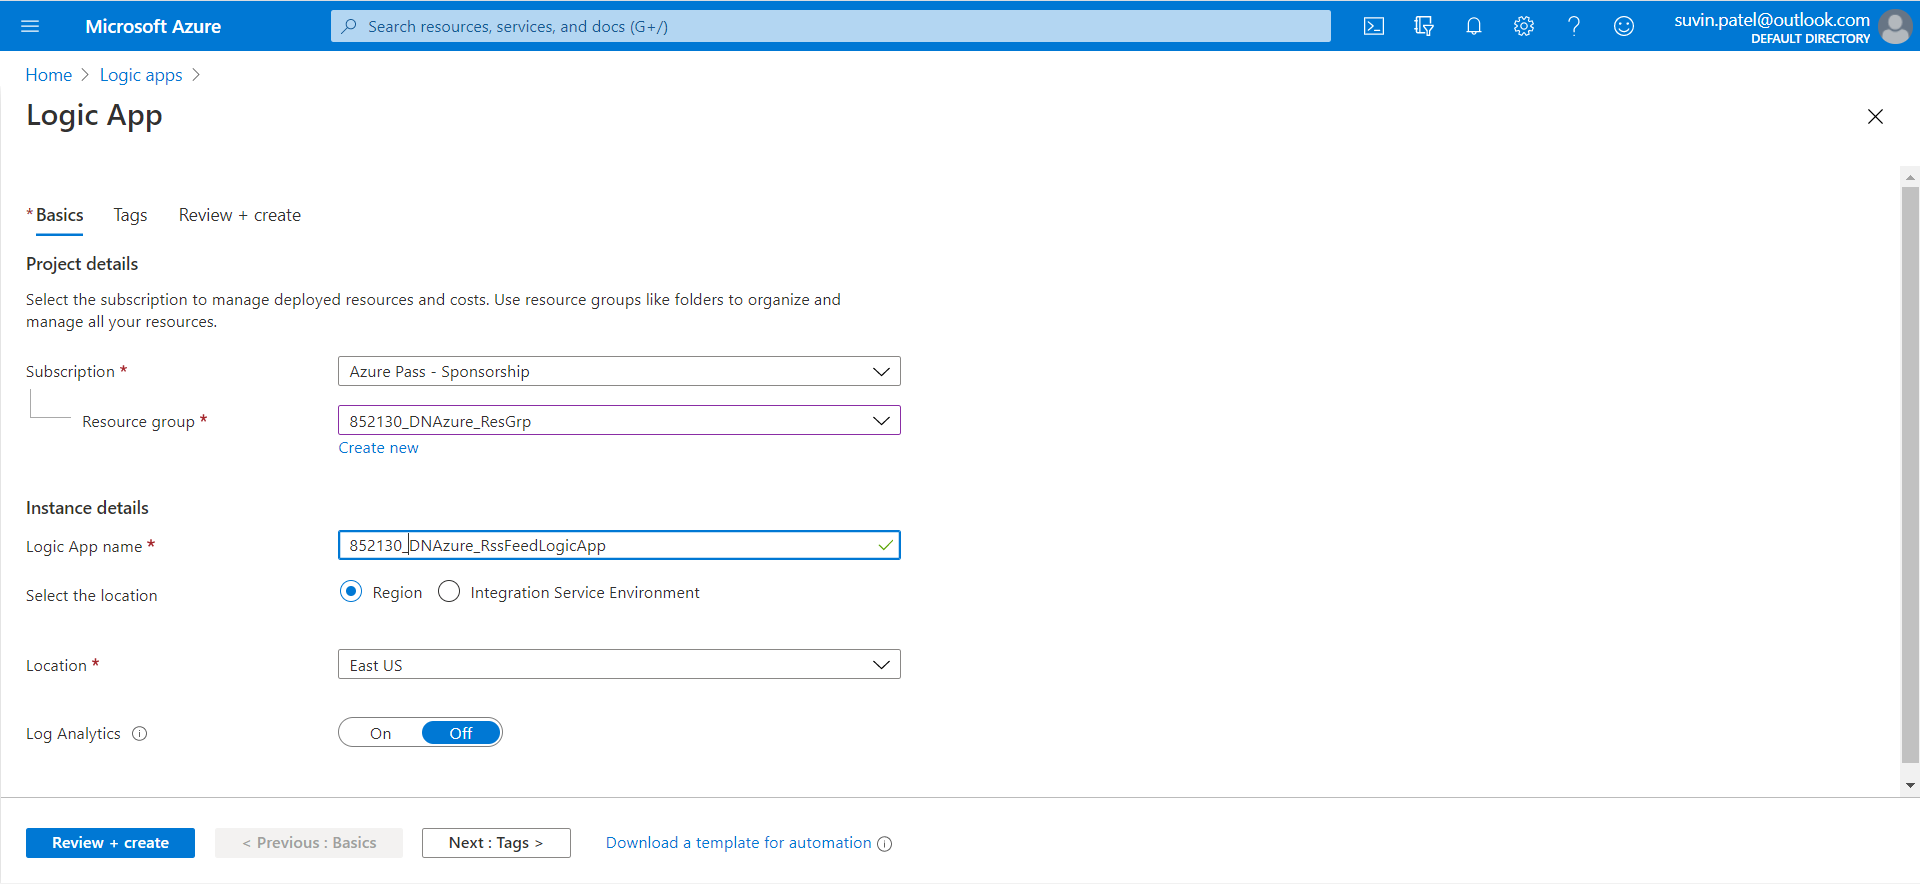 Microsoft Azure
Search resources, services, and docs (G+/)
suvin.patel@outlook.com
DEFAULT DIRECTORY
Home > Logic apps >
Logic App
* Basics Tags Review + create
Project details
Select the subscription to manage deployed resources and costs. Use resource groups like folders to organize and
manage all your resources.
Subscription * Azure Pass - Sponsorship
Resource group * 852130_DNAzure_ResGrp
Create new
Instance details
Logic App name * 852130_DNAzure_RssFeedLogicApp
Select the location Region Integration Service Environment
Location * East US
Log Analytics On Off
Review + create < Previous : Basics Next : Tags > Download a template for automation